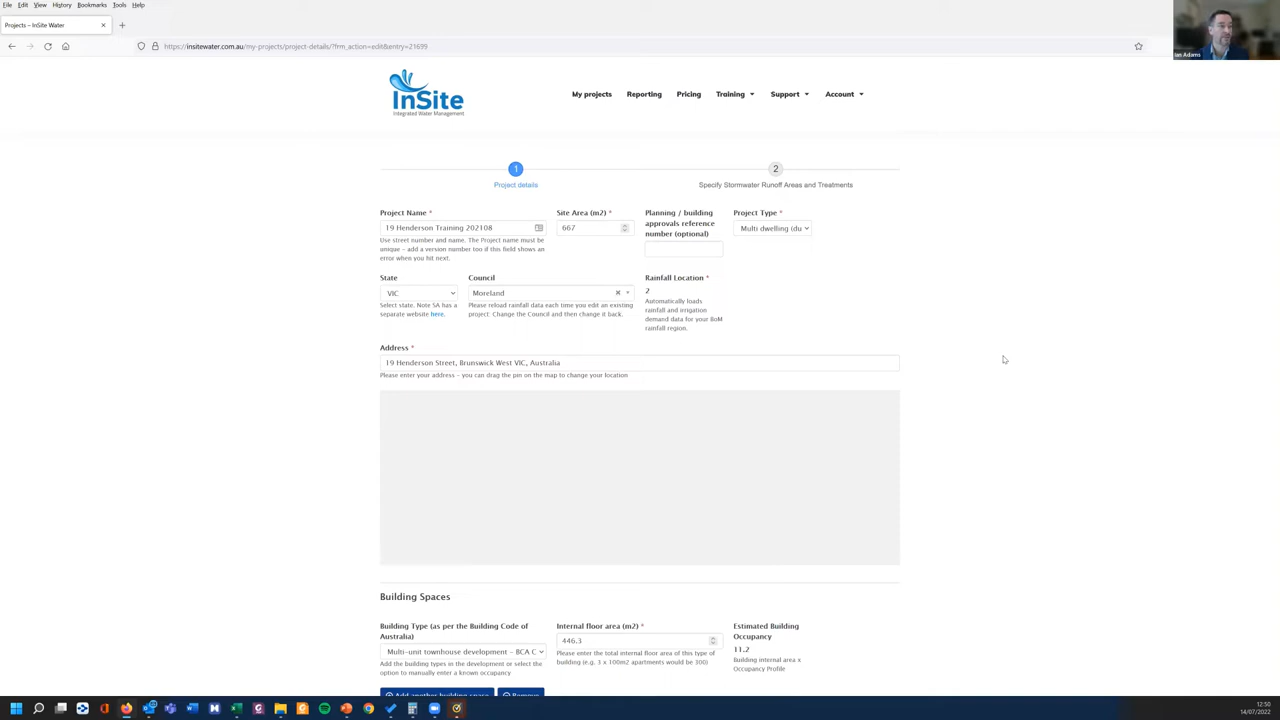 File Edit View History Bookmarks Tools Help
Projects – InSite Water
https://insitewater.com.au/my-projects/project-details/?frm_action=edit&entry=21699
Ian Adams
InSite
Integrated Water Management
My projects Reporting Pricing Training Support Account
1
2
Project details
Specify Stormwater Runoff Areas and Treatments
Project Name *
19 Henderson Training 202108
Use street number and name. The Project name must be
unique – add a version number too if this field shows an
error when you hit next.
Site Area (m2) *
667
Planning / building
approvals reference
number (optional)
Project Type *
Multi dwelling (du
State
VIC
Select state. Note SA has a
separate website here.
Council
Moreland
Please reload rainfall data each time you edit an existing
project: Change the Council and then change it back.
Rainfall Location *
2
Automatically loads
rainfall and irrigation
demand data for your BoM
rainfall region.
Address *
19 Henderson Street, Brunswick West VIC, Australia
Please enter your address – you can drag the pin on the map to change your location
Building Spaces
Building Type (as per the Building Code of
Australia)
Multi-unit townhouse development – BCA C
Add the building types in the development or select the
option to manually enter a known occupancy
Internal floor area (m2) *
446.3
Please enter the total internal floor area of this type of
building (e.g. 3 x 100m2 apartments would be 300)
Estimated Building
Occupancy
11.2
Building internal area x
Occupancy Profile
Add another building space Remove
12:50
14/07/2022